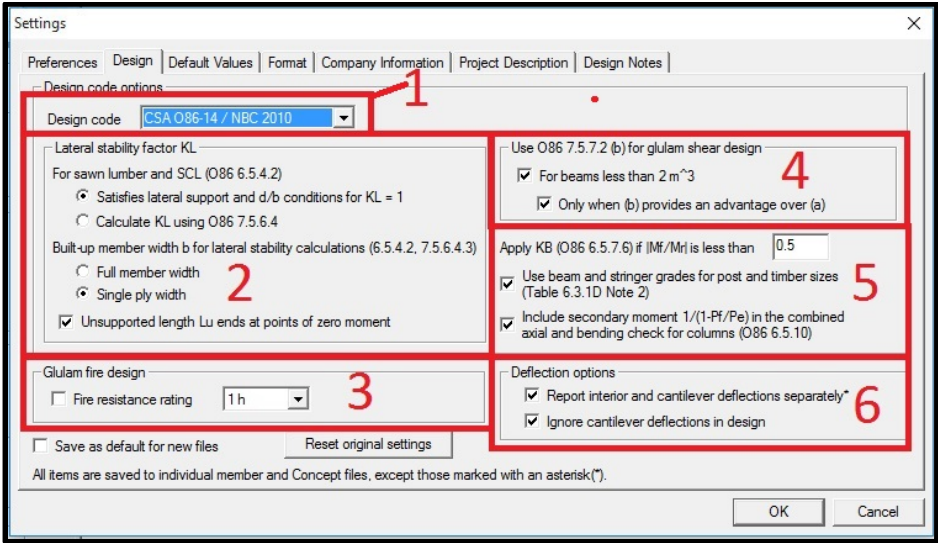 Settings
Preferences Design Default Values Format Company Information Project Description Design Notes
Design code options
1
Design code CSA O86-14 / NBC 2010
Lateral stability factor KL
For sawn lumber and SCL (O86 6.5.4.2)
Satisfies lateral support and d/b conditions for KL = 1
Calculate KL using O86 7.5.6.4
Built-up member width b for lateral stability calculations (6.5.4.2, 7.5.6.4.3)
Full member width
2
Single ply width
Unsupported length Lu ends at points of zero moment
Use O86 7.5.7.2 (b) for glulam shear design
For beams less than 2 m^3
4
Only when (b) provides an advantage over (a)
Apply KB (O86 6.5.7.6) if |Mf/Mr| is less than 0.5
Use beam and stringer grades for post and timber sizes
(Table 6.3.1D Note 2)
5
Include secondary moment 1/(1-Pf/Pe) in the combined
axial and bending check for columns (O86 6.5.10)
Glulam fire design
Fire resistance rating 1 h
3
Deflection options
Report interior and cantilever deflections separately*
6
Ignore cantilever deflections in design
Save as default for new files
Reset original settings
All items are saved to individual member and Concept files, except those marked with an asterisk(*).
OK Cancel